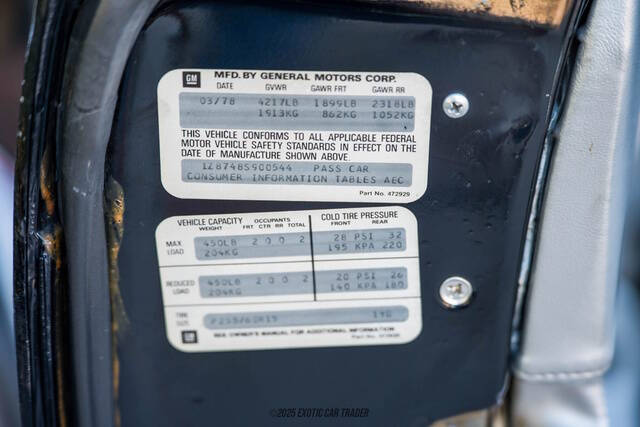 GM MFD. BY GENERAL MOTORS CORP.
DATE GVWR GAWR FRT GAWR RR
03/78 4217LB 1899LB 2318LB
1913KG 862KG 1052KG
THIS VEHICLE CONFORMS TO ALL APPLICABLE FEDERAL
MOTOR VEHICLE SAFETY STANDARDS IN EFFECT ON THE
DATE OF MANUFACTURE SHOWN ABOVE.
1Z8748S900544 PASS CAR
CONSUMER INFORMATION TABLES AEC
Part No. 472929
VEHICLE CAPACITY OCCUPANTS COLD TIRE PRESSURE
WEIGHT FRT CTR RR TOTAL FRONT REAR
MAX LOAD 450LB 2 0 0 2 28 PSI 32
204KG 195 KPA 220
REDUCED LOAD 450LB 2 0 0 2 20 PSI 26
204KG 140 KPA 180
TIRE SIZE P255/60R15
GM SEE OWNER'S MANUAL FOR ADDITIONAL INFORMATION
©2025 EXOTIC CAR TRADER